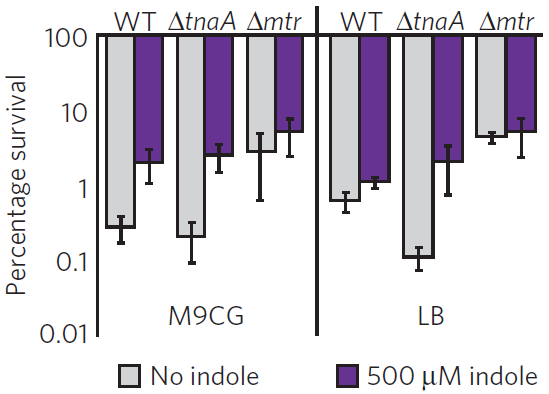 WT ΔtnaA Δmtr WT ΔtnaA Δmtr
100
10
1
0.1
0.01
Percentage survival
M9CG LB
No indole 500 μM indole